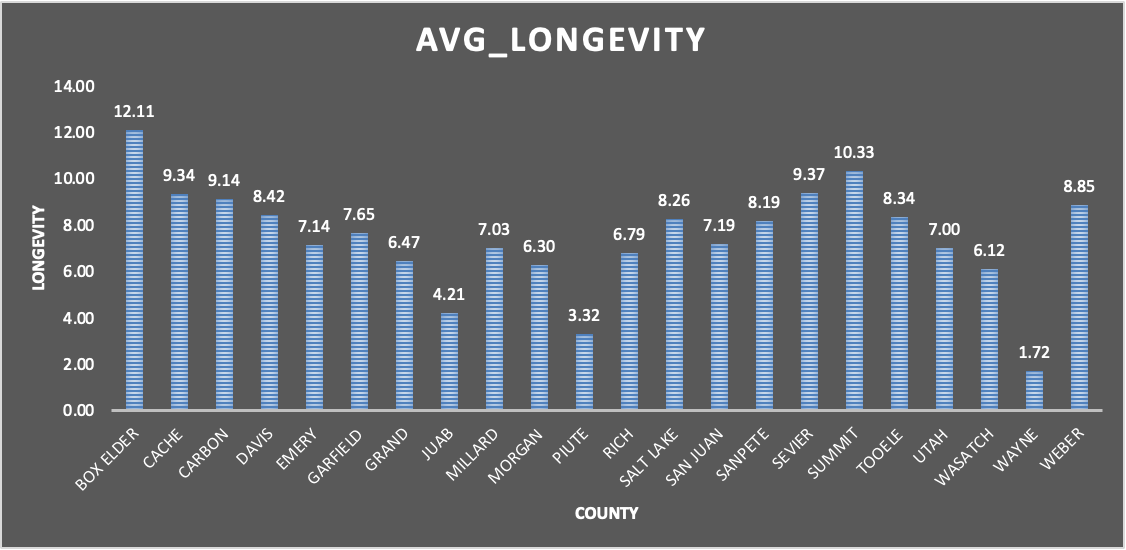 AVG_LONGEVITY
LONGEVITY
14.00
12.00
10.00
8.00
6.00
4.00
2.00
0.00
12.11
9.34
9.14
8.42
7.14
7.65
6.47
4.21
7.03
6.30
3.32
6.79
8.26
7.19
8.19
9.37
10.33
8.34
7.00
6.12
1.72
8.85
BOX ELDER
CACHE
CARBON
DAVIS
EMERY
GARFIELD
GRAND
JUAB
MILLARD
MORGAN
PIUTE
RICH
SALT LAKE
SAN JUAN
SANPETE
SEVIER
SUMMIT
TOOELE
UTAH
WASATCH
WAYNE
WEBER
COUNTY